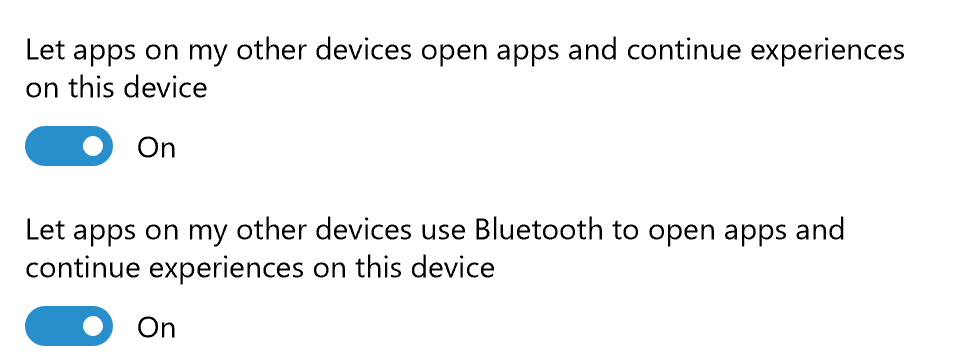 Let apps on my other devices open apps and continue experiences
on this device
On
Let apps on my other devices use Bluetooth to open apps and
continue experiences on this device
On